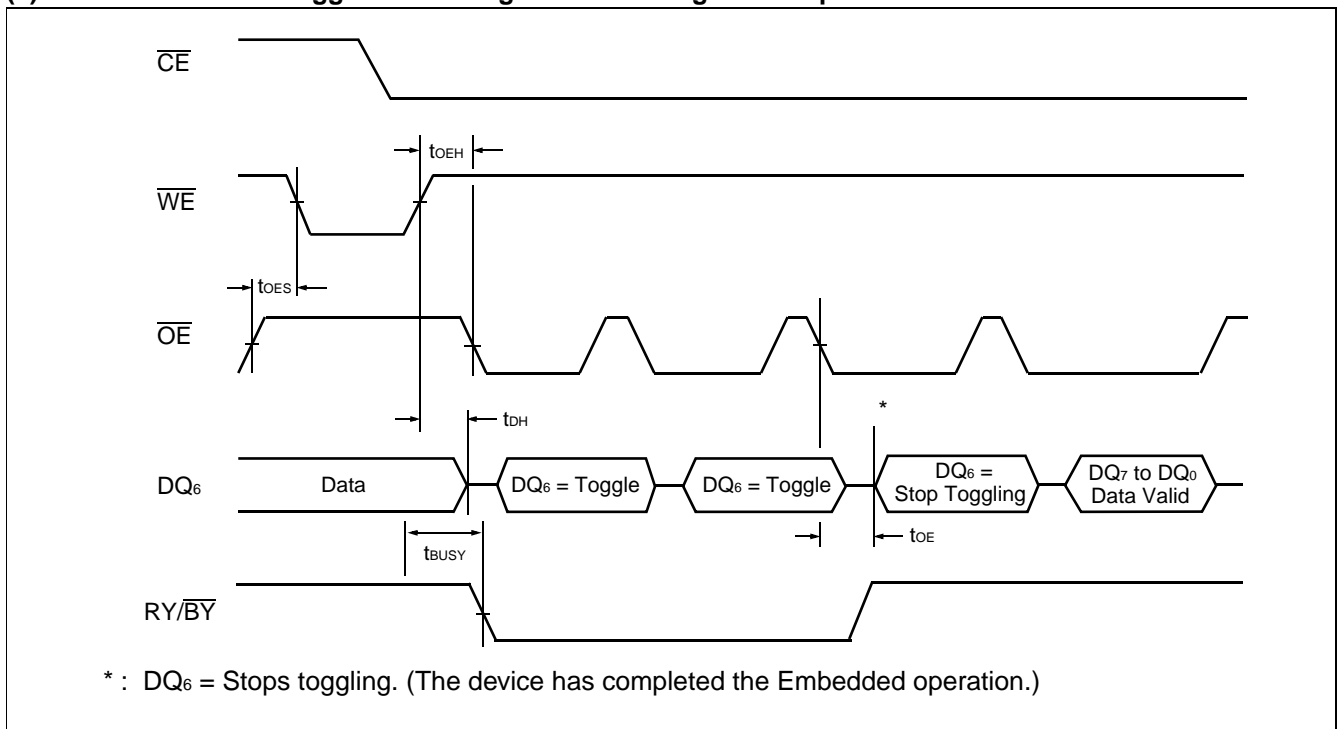 CE
tOEH
WE
tOES
OE
*
tDH
DQ6
Data
DQ6 = Toggle
DQ6 = Toggle
DQ6 =
Stop Toggling
DQ7 to DQ0
Data Valid
tBUSY
tOE
RY/BY
* : DQ6 = Stops toggling. (The device has completed the Embedded operation.)